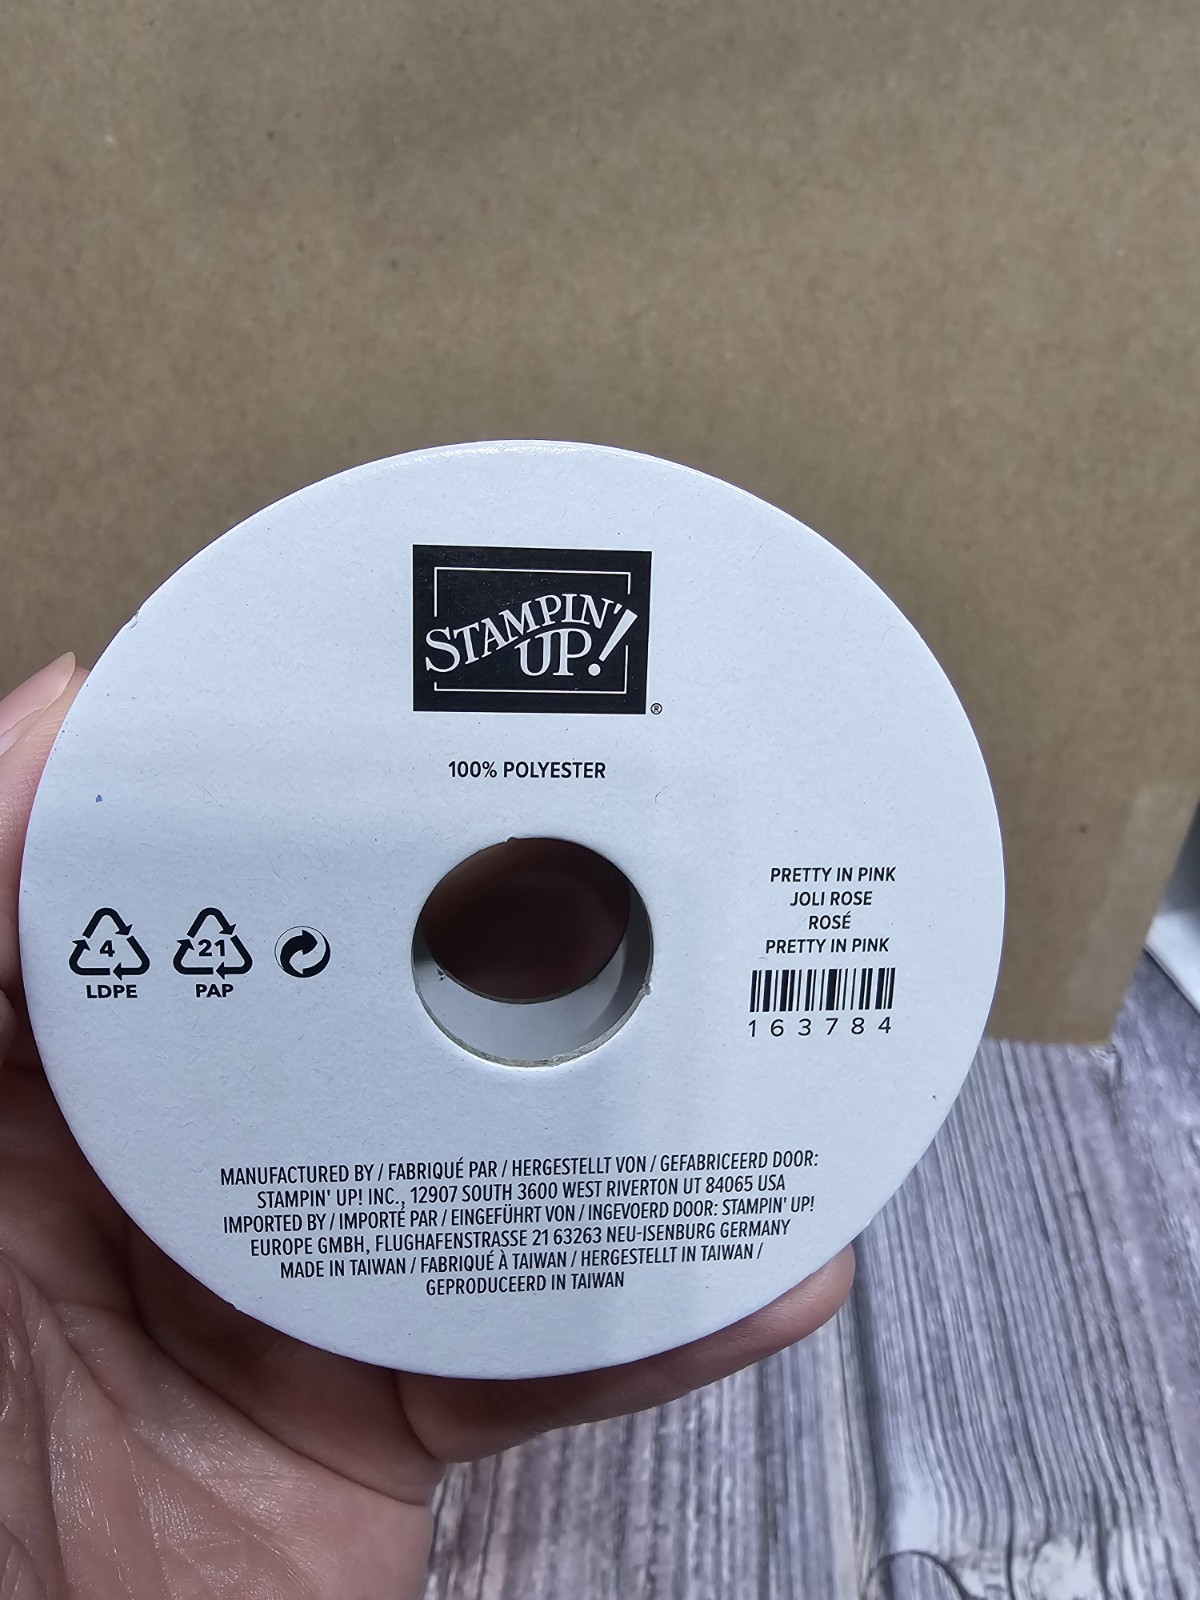 STAMPIN'
UP!
®
100% POLYESTER
PRETTY IN PINK
JOLI ROSE
ROSÉ
PRETTY IN PINK
163784
4
LDPE
21
PAP
MANUFACTURED BY / FABRIQUÉ PAR / HERGESTELLT VON / GEFABRICEERD DOOR:
STAMPIN' UP! INC., 12907 SOUTH 3600 WEST RIVERTON UT 84065 USA
IMPORTED BY / IMPORTÉ PAR / EINGEFÜHRT VON / INGEVOERD DOOR: STAMPIN' UP!
EUROPE GMBH, FLUGHAFENSTRASSE 21 63263 NEU-ISENBURG GERMANY
MADE IN TAIWAN / FABRIQUÉ À TAIWAN / HERGESTELLT IN TAIWAN /
GEPRODUCEERD IN TAIWAN